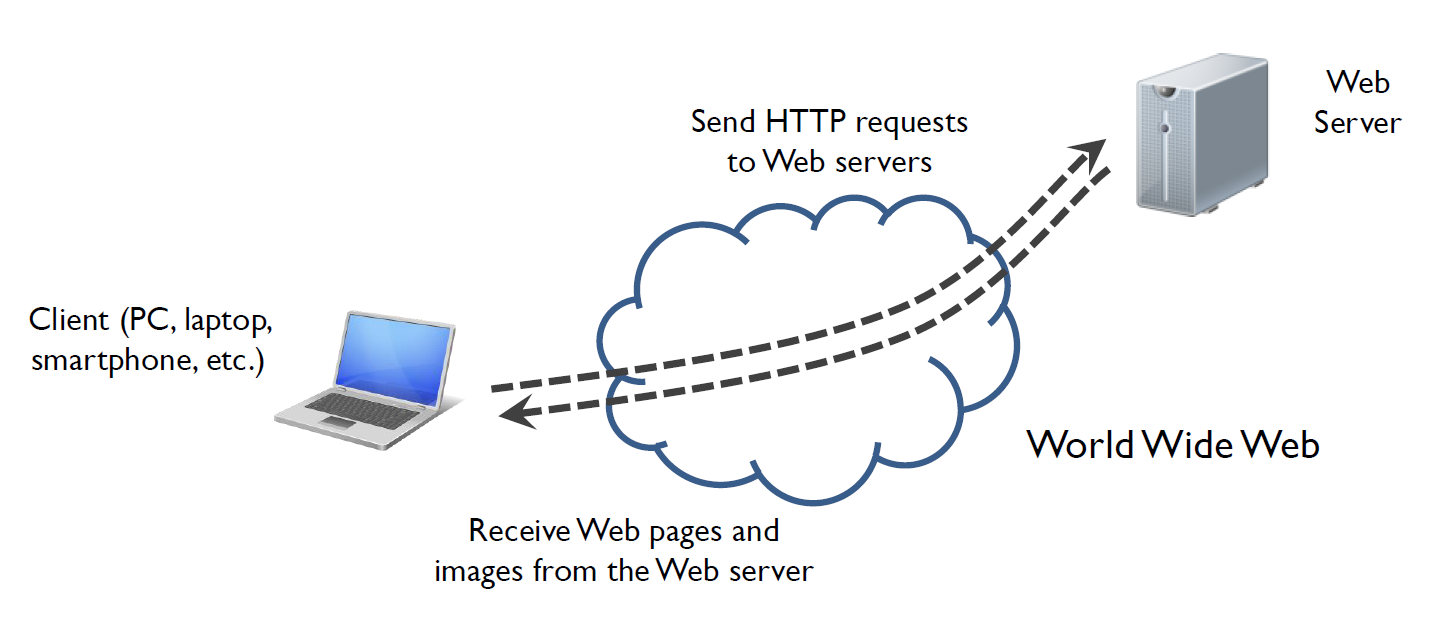 Web
Server
Send HTTP requests
to Web servers
Client (PC, laptop,
smartphone, etc.)
World Wide Web
Receive Web pages and
images from the Web server